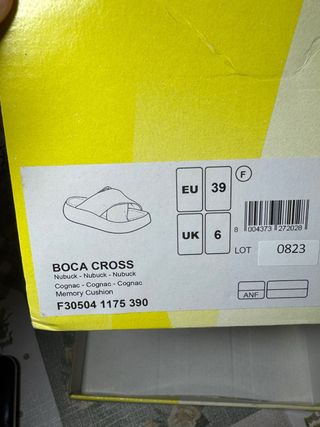 EU 39 F
UK 6
8 004373 272028
LOT 0823
BOCA CROSS
Nubuck - Nubuck - Nubuck
Cognac - Cognac - Cognac
Memory Cushion
F30504 1175 390
ANF